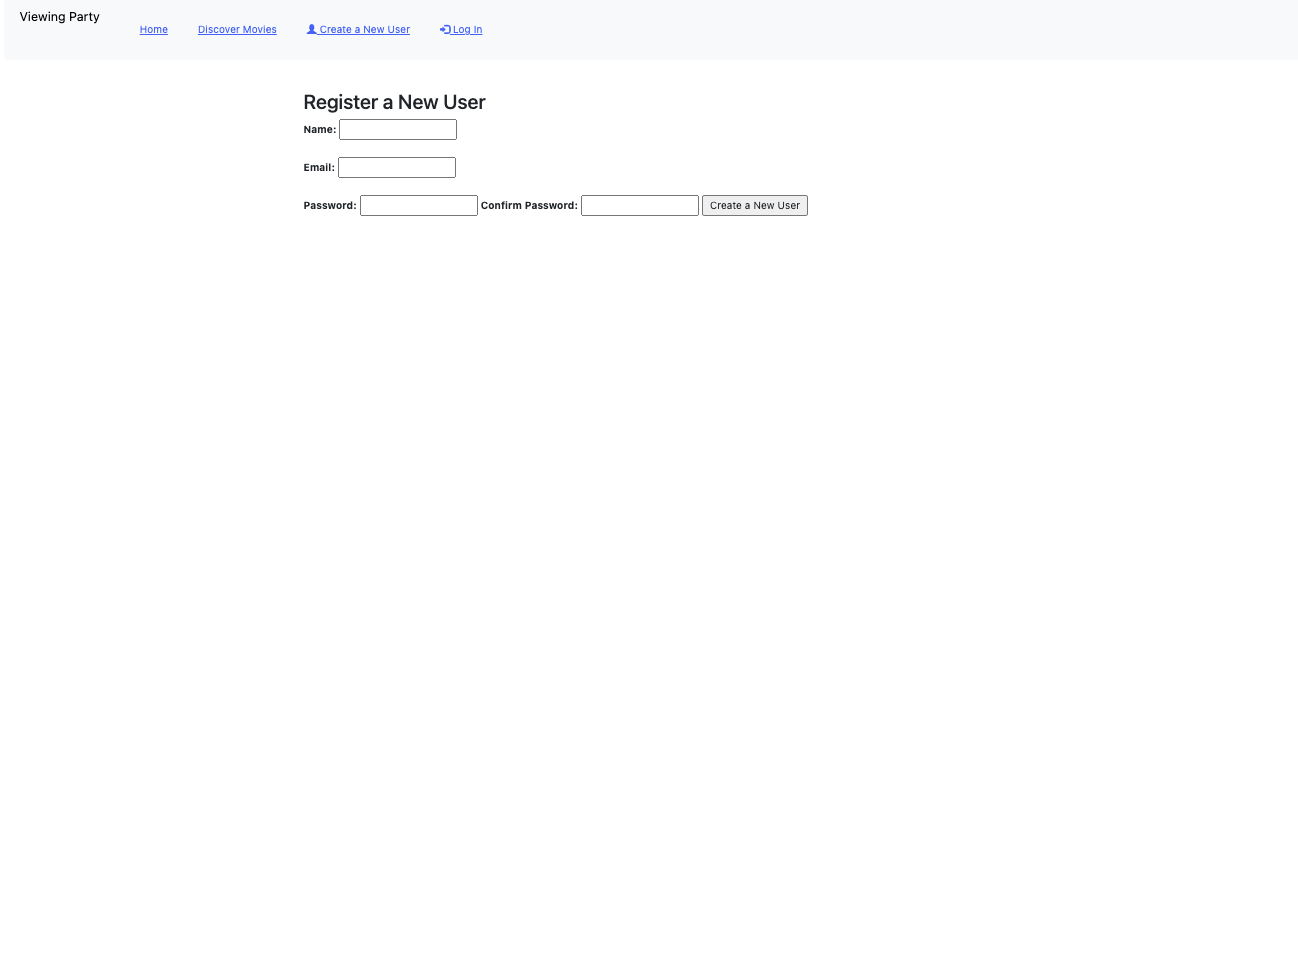 Viewing Party
Home Discover Movies Create a New User Log In
Register a New User
Name:
Email:
Password: Confirm Password: Create a New User